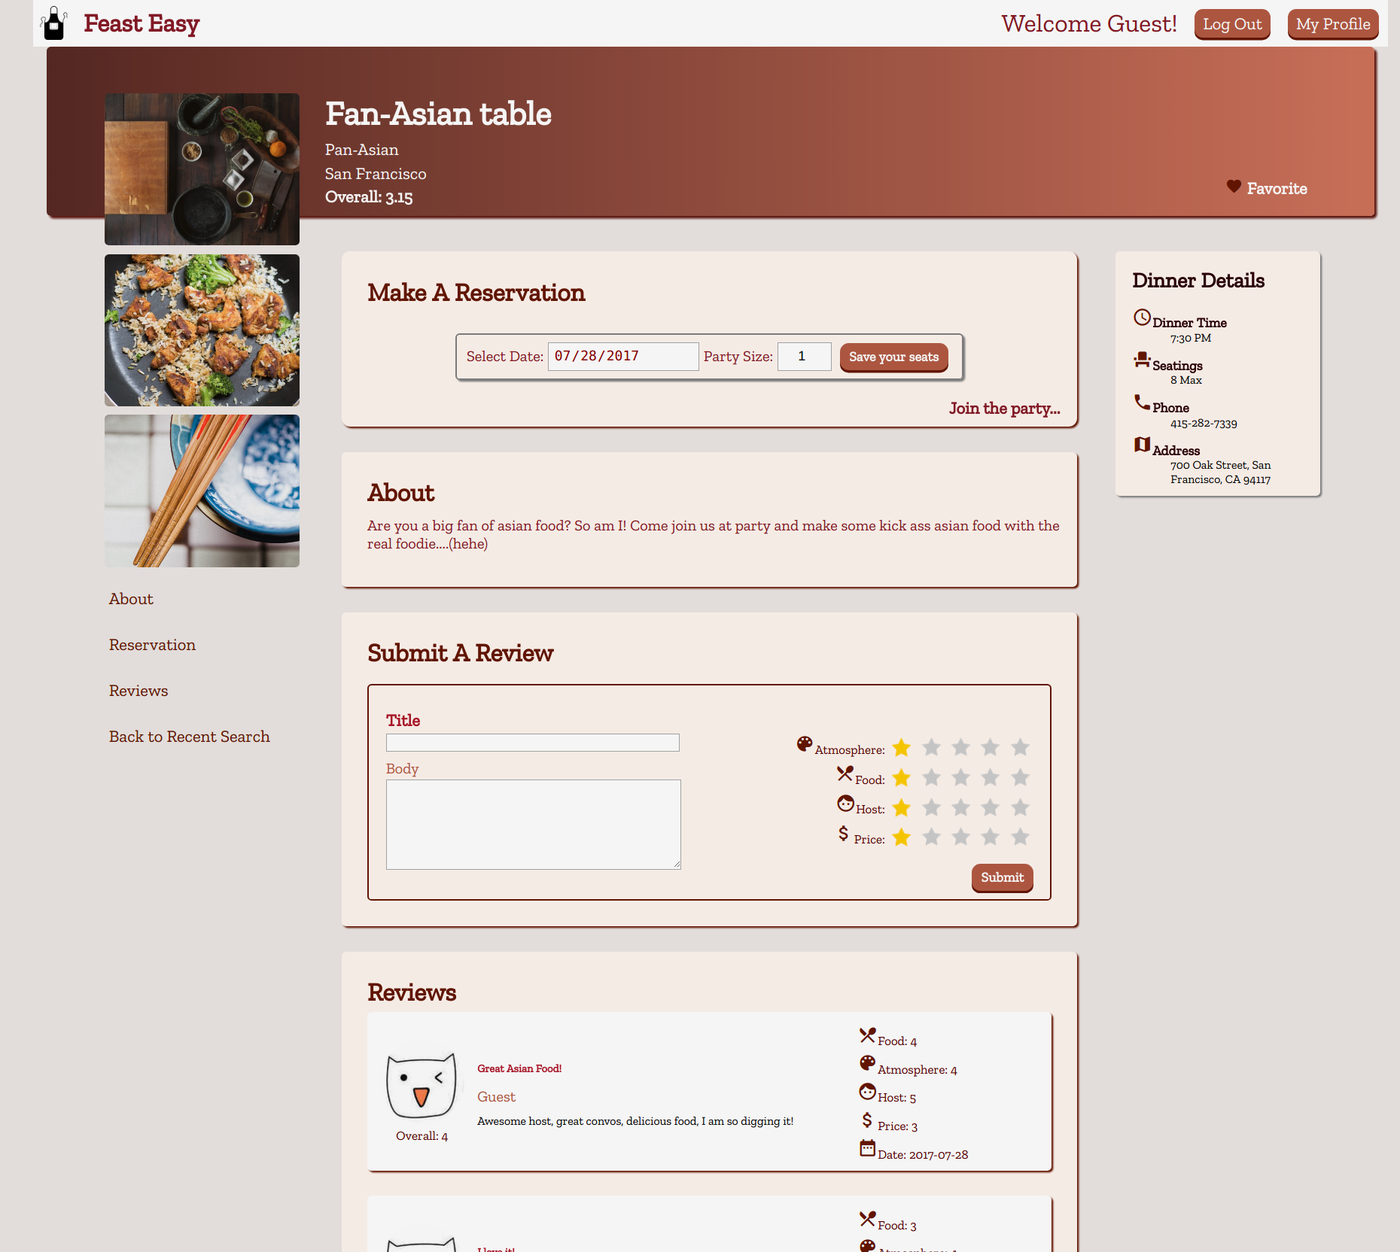 Feast Easy
Welcome Guest!
Log Out
My Profile
Fan-Asian table
Pan-Asian
San Francisco
Overall: 3.15
Favorite
Make A Reservation
Select Date: 07/28/2017 Party Size: 1 Save your seats
Join the party...
About
Are you a big fan of asian food? So am I! Come join us at party and make some kick ass asian food with the
real foodie....(hehe)
Dinner Details
Dinner Time
7:30 PM
Seatings
8 Max
Phone
415-282-7339
Address
700 Oak Street, San
Francisco, CA 94117
About
Reservation
Reviews
Back to Recent Search
Submit A Review
Title
Body
Atmosphere:
Food:
Host:
Price:
Submit
Reviews
Overall: 4
Great Asian Food!
Guest
Awesome host, great convos, delicious food, I am so digging it!
Food: 4
Atmosphere: 4
Host: 5
Price: 3
Date: 2017-07-28
I love it!
Food: 3